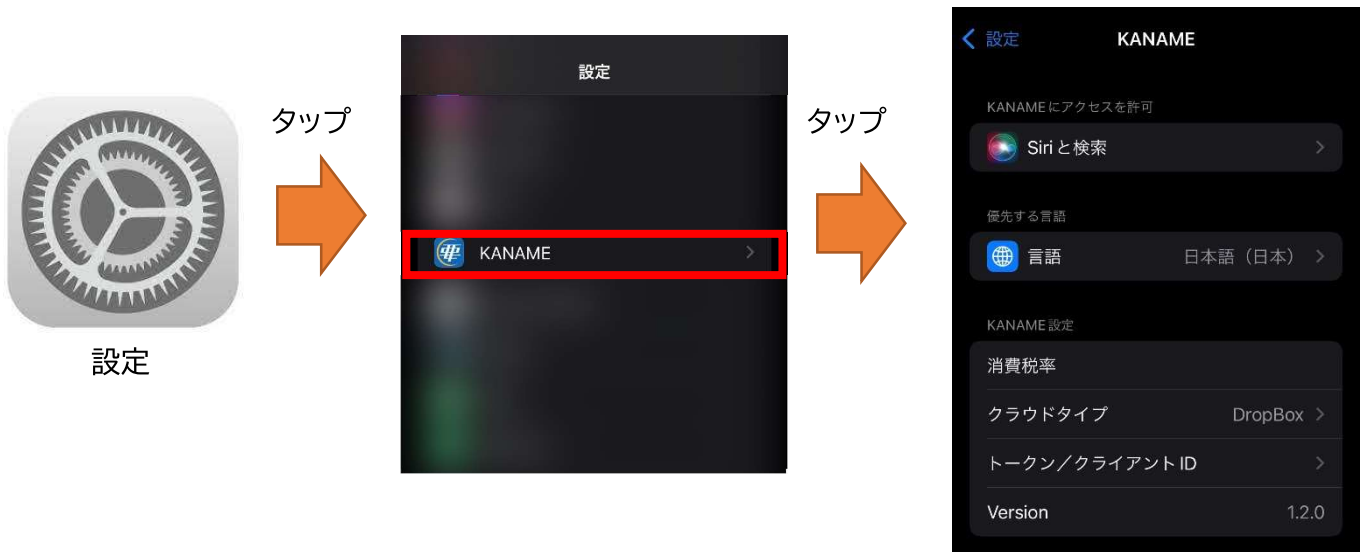 設定
タップ
設定
KANAME
タップ
設定 KANAME
KANAMEにアクセスを許可
Siriと検索
優先する言語
言語 日本語（日本）
KANAME設定
消費税率
クラウドタイプ DropBox
トークン／クライアントID
Version 1.2.0